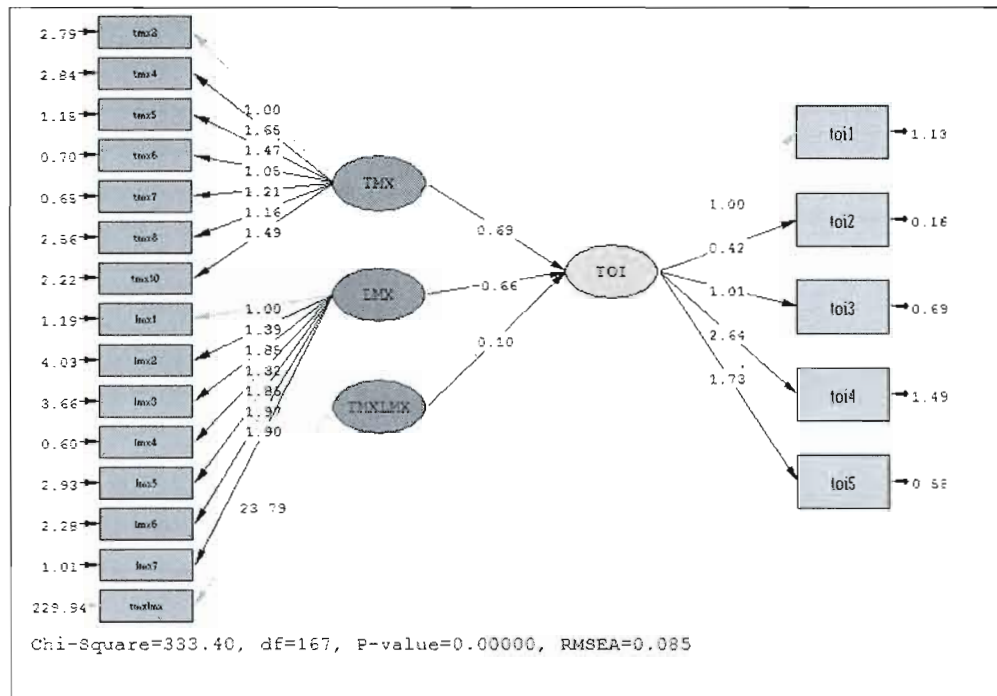 2.79 tmx3
2.84 tmx4
1.15 tmx5
0.70 tmx6
0.65 tmx7
2.56 tmx8
2.22 tmx10
1.19 lmx1
4.03 lmx2
3.66 lmx3
0.60 lmx4
2.93 lmx5
2.28 lmx6
1.01 lmx7
229.94 tmxlmx
1.00
1.66
1.47
1.05
1.21
1.16
1.49
TMX
0.69
1.00
1.39
1.32
1.97
1.90
LMX
0.66
23.79
TMXLMX
0.10
TOI
1.00
0.42
1.01
2.64
1.73
toi1 1.13
toi2 0.16
toi3 0.69
toi4 1.49
toi5 0.58
Chi-Square=333.40, df=167, P-value=0.00000, RMSEA=0.085